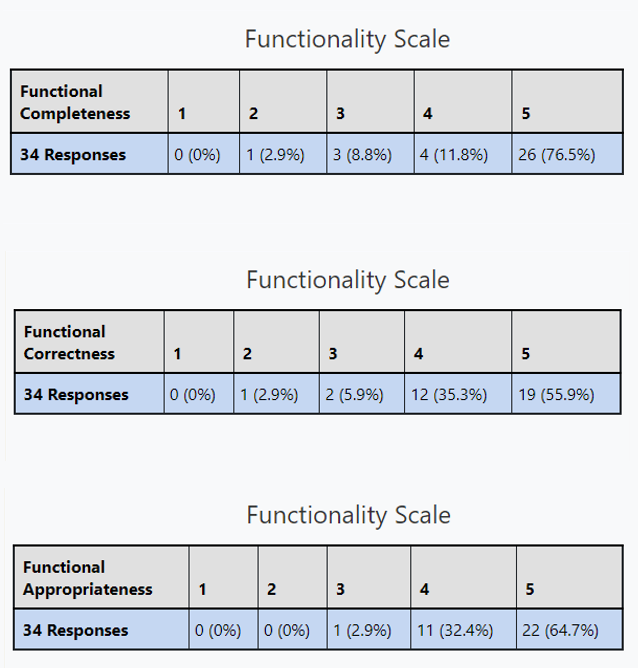 Functionality Scale
Functional
Completeness 1 2 3 4 5
34 Responses 0 (0%) 1 (2.9%) 3 (8.8%) 4 (11.8%) 26 (76.5%)
Functionality Scale
Functional
Correctness 1 2 3 4 5
34 Responses 0 (0%) 1 (2.9%) 2 (5.9%) 12 (35.3%) 19 (55.9%)
Functionality Scale
Functional
Appropriateness 1 2 3 4 5
34 Responses 0 (0%) 0 (0%) 1 (2.9%) 11 (32.4%) 22 (64.7%)